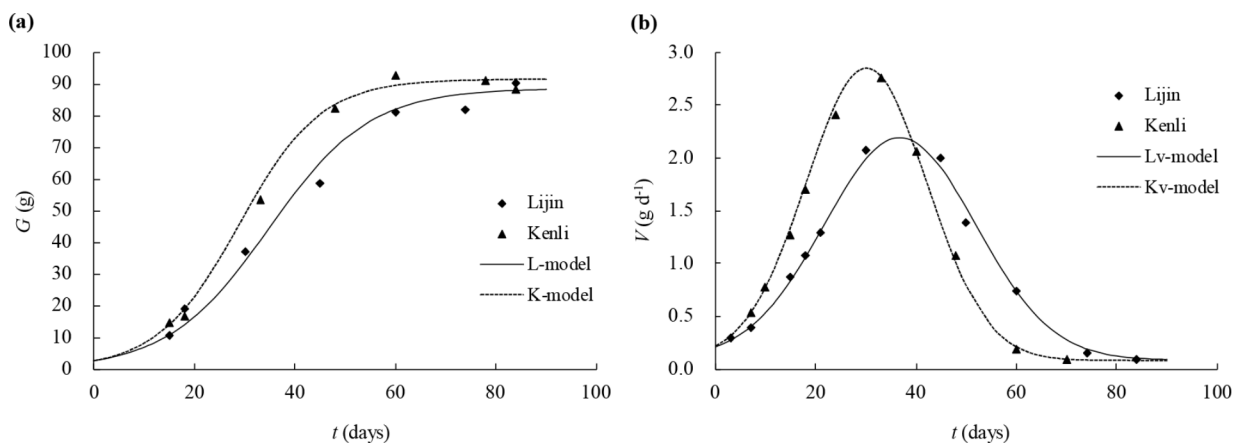 (a)
100
90
80
70
60
50
40
30
20
10
0
G (g)
0 20 40 60 80 100
t (days)
Lijin
Kenli
L-model
K-model
(b)
3.0
2.5
2.0
1.5
1.0
0.5
0.0
V (g d⁻¹)
0 20 40 60 80 100
t (days)
Lijin
Kenli
Lv-model
Kv-model